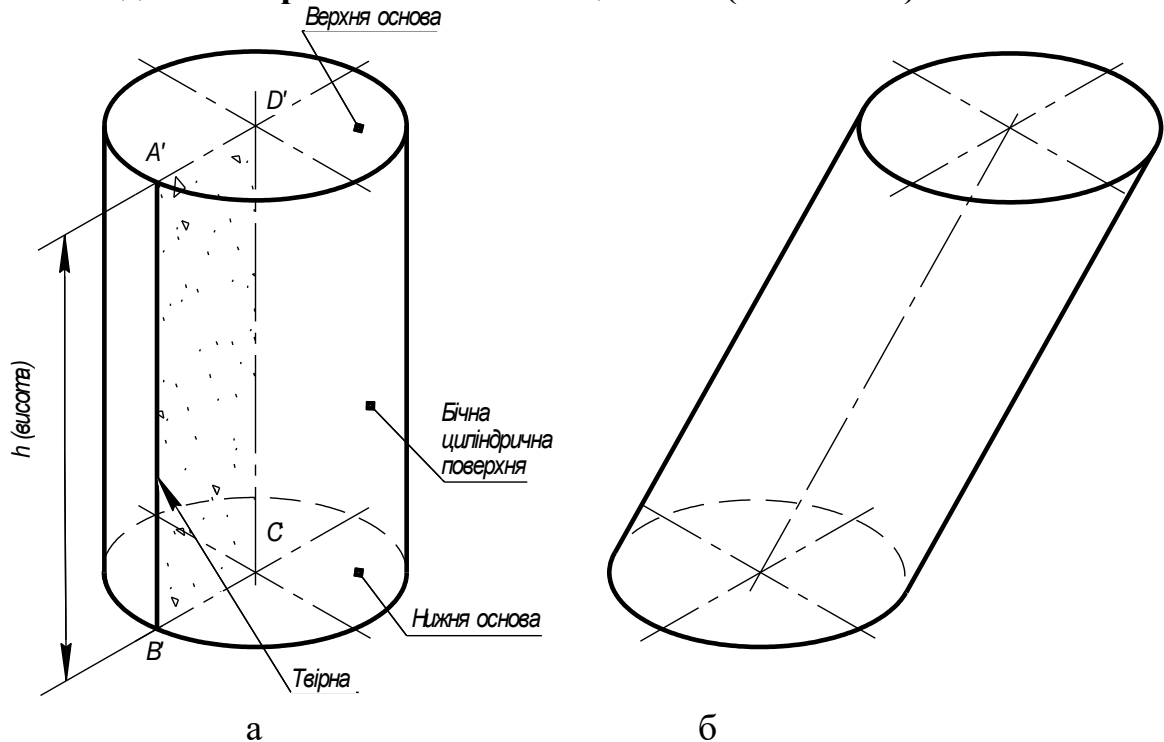 Верхня основа
D'
A'
h (висота)
Бічна
циліндрична
поверхня
C
Нижня основа
B'
Твірна
а
б